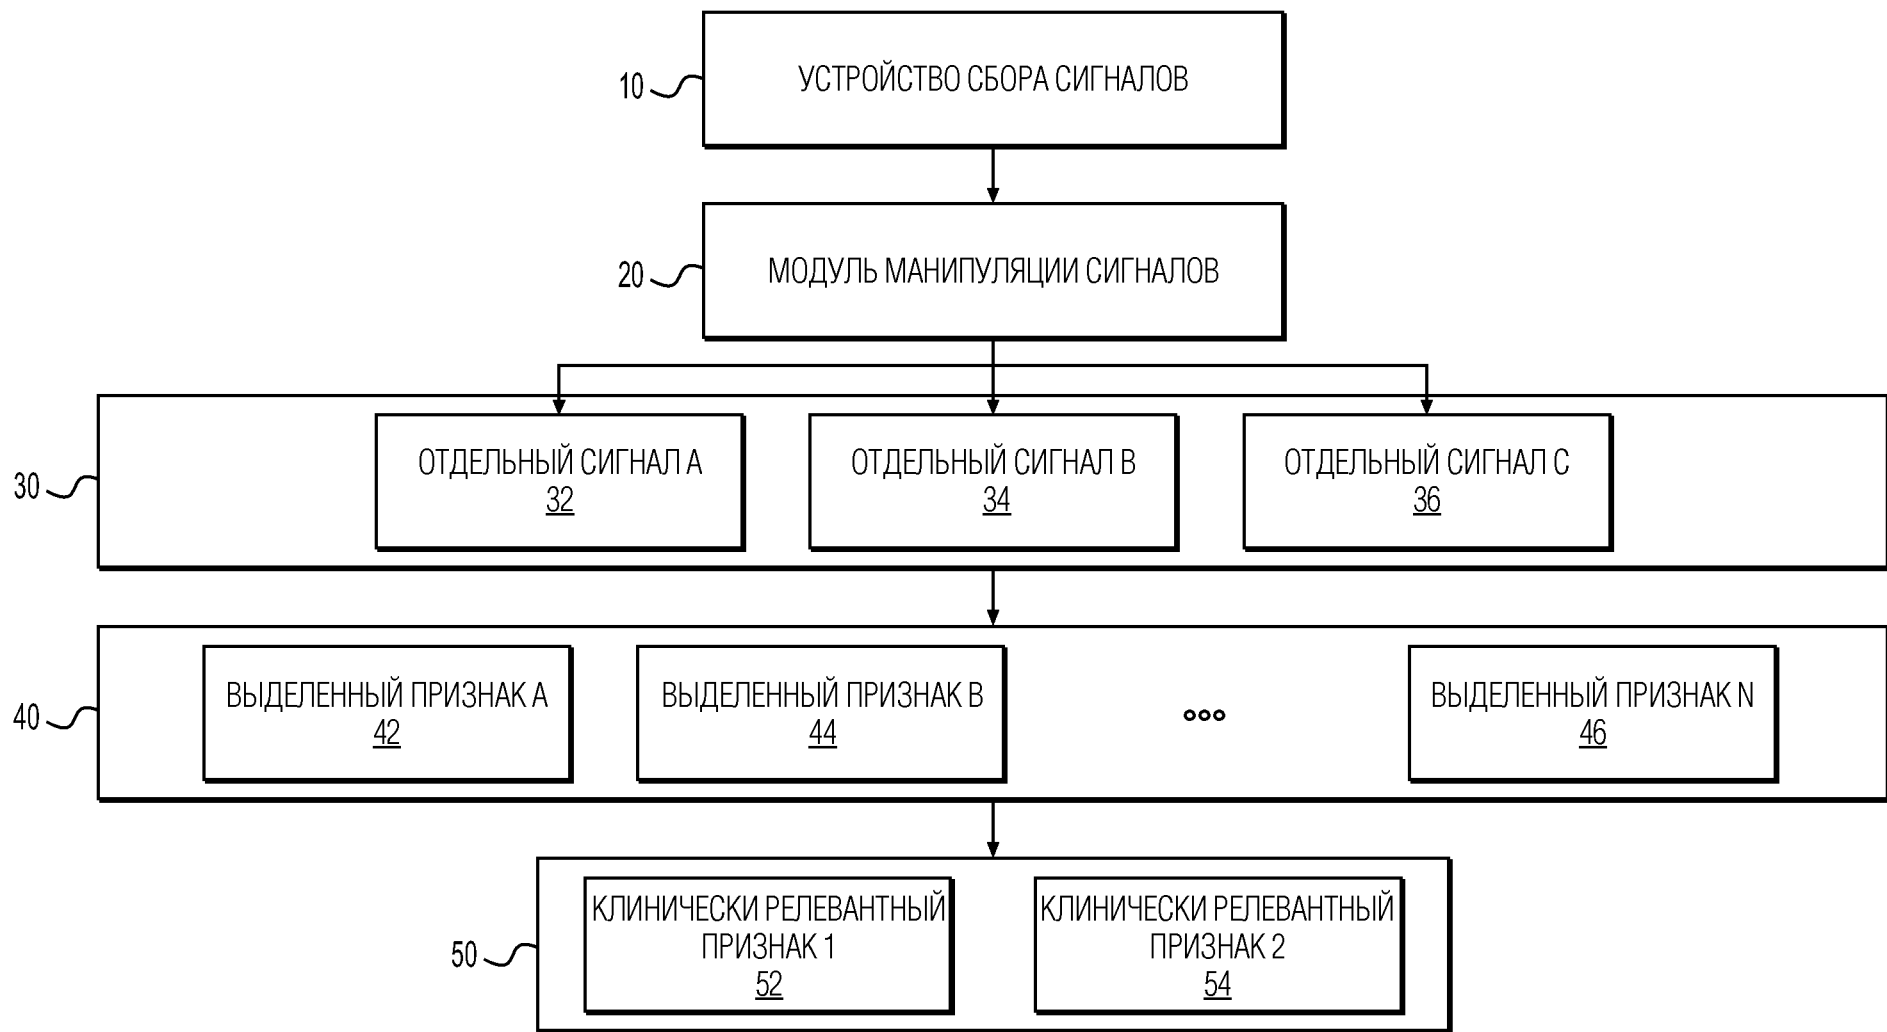 10
УСТРОЙСТВО СБОРА СИГНАЛОВ
20
МОДУЛЬ МАНИПУЛЯЦИИ СИГНАЛОВ
30
ОТДЕЛЬНЫЙ СИГНАЛ A
32
ОТДЕЛЬНЫЙ СИГНАЛ B
34
ОТДЕЛЬНЫЙ СИГНАЛ C
36
40
ВЫДЕЛЕННЫЙ ПРИЗНАК A
42
ВЫДЕЛЕННЫЙ ПРИЗНАК B
44
ВЫДЕЛЕННЫЙ ПРИЗНАК N
46
50
КЛИНИЧЕСКИ РЕЛЕВАНТНЫЙ
ПРИЗНАК 1
52
КЛИНИЧЕСКИ РЕЛЕВАНТНЫЙ
ПРИЗНАК 2
54